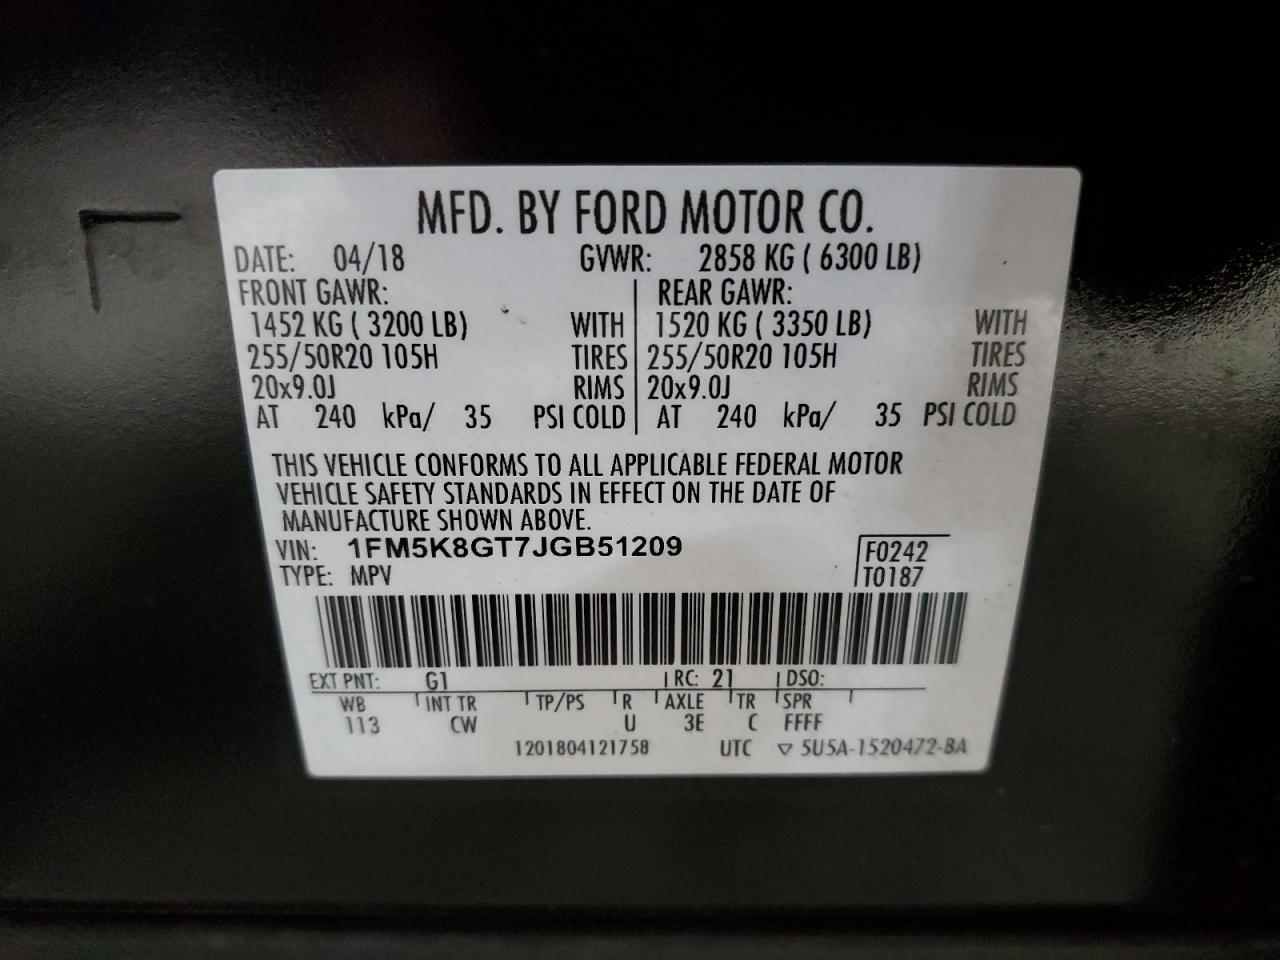 MFD. BY FORD MOTOR CO.
DATE: 04/18 GVWR: 2858 KG ( 6300 LB)
FRONT GAWR: REAR GAWR:
1452 KG ( 3200 LB) WITH 1520 KG ( 3350 LB) WITH
255/50R20 105H TIRES 255/50R20 105H TIRES
20x9.0J RIMS 20x9.0J RIMS
AT 240 kPa/ 35 PSI COLD AT 240 kPa/ 35 PSI COLD
THIS VEHICLE CONFORMS TO ALL APPLICABLE FEDERAL MOTOR
VEHICLE SAFETY STANDARDS IN EFFECT ON THE DATE OF
MANUFACTURE SHOWN ABOVE.
VIN: 1FM5K8GT7JGB51209 F0242
TYPE: MPV T0187
EXT PNT: G1 RC: 21 DSO:
WB INT TR TP/PS R AXLE TR SPR
113 CW U 3E C FFFF
1201804121758 UTC ▽ 5U5A-1520472-BA